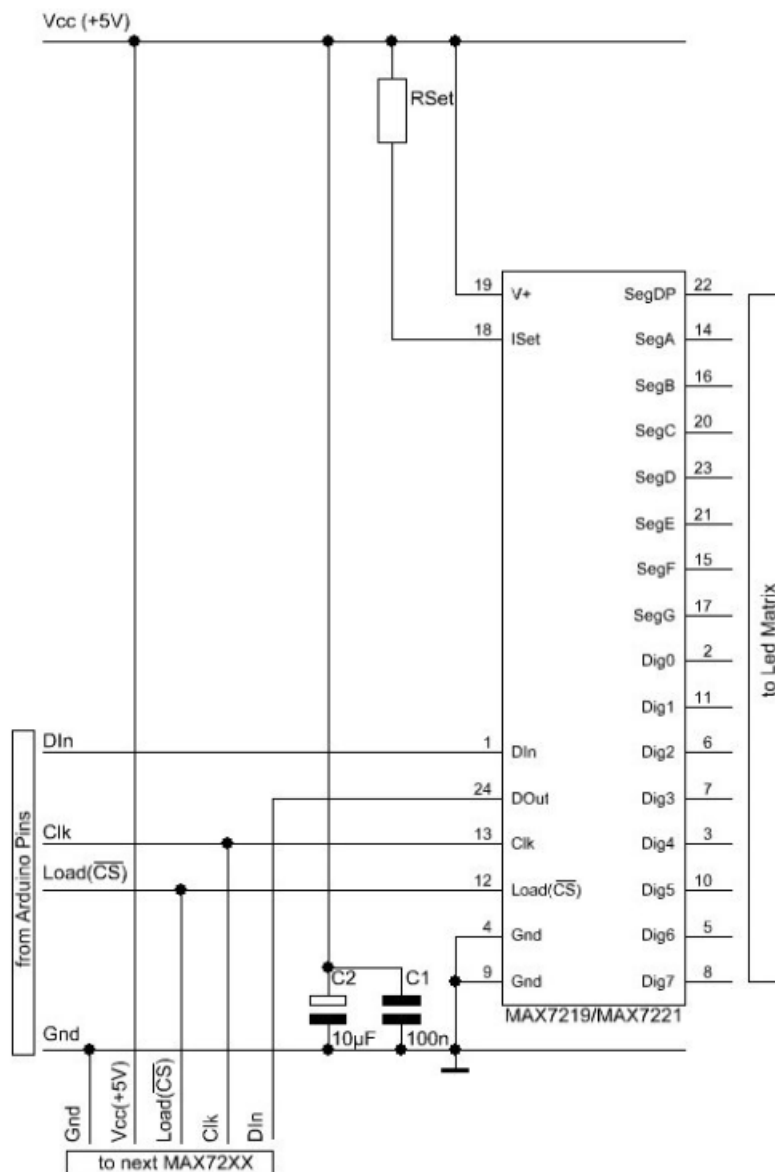 Vcc (+5V)
RSet
19 V+ SegDP 22
18 ISet SegA 14
SegB 16
SegC 20
SegD 23
SegE 21
SegF 15
SegG 17
Dig0 2
Dig1 11
DIn 1 DIn Dig2 6
24 DOut Dig3 7
Clk 13 Clk Dig4 3
Load(CS) 12 Load(CS) Dig5 10
4 Gnd Dig6 5
9 Gnd Dig7 8
to Led Matrix
from Arduino Pins
C2 C1
10µF 100n
MAX7219/MAX7221
Gnd
Gnd
Vcc(+5V)
Load(CS)
Clk
DIn
to next MAX72XX